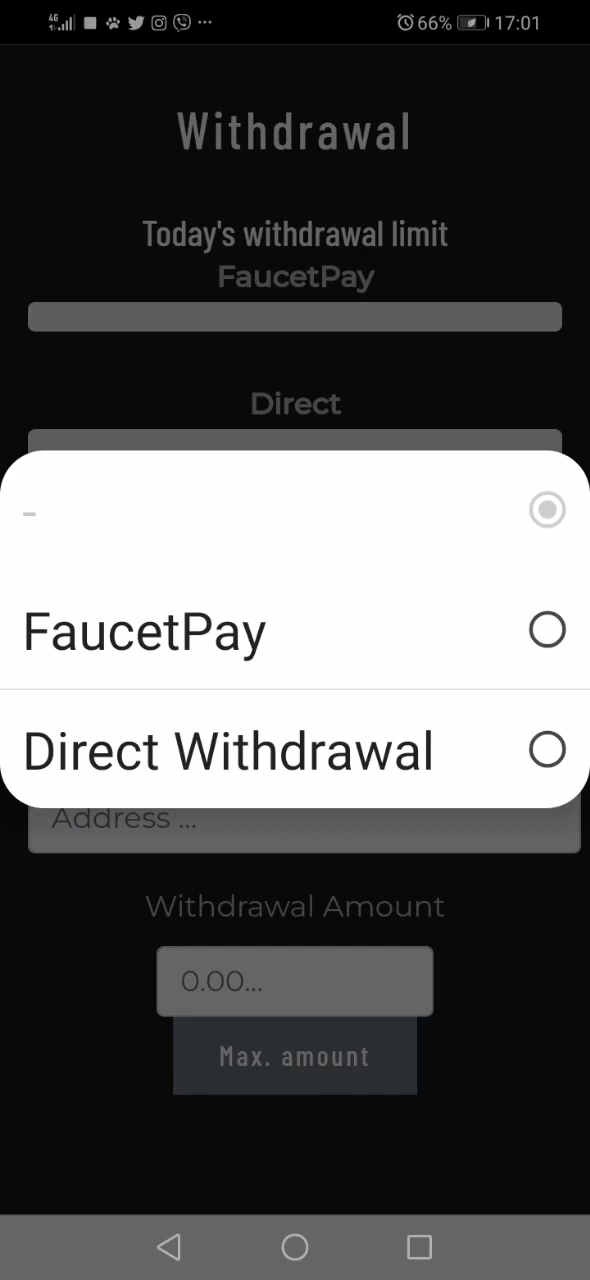 4G 66% 17:01
Withdrawal
Today's withdrawal limit
FaucetPay
Direct
-
FaucetPay
Direct Withdrawal
Address ...
Withdrawal Amount
0.00...
Max. amount